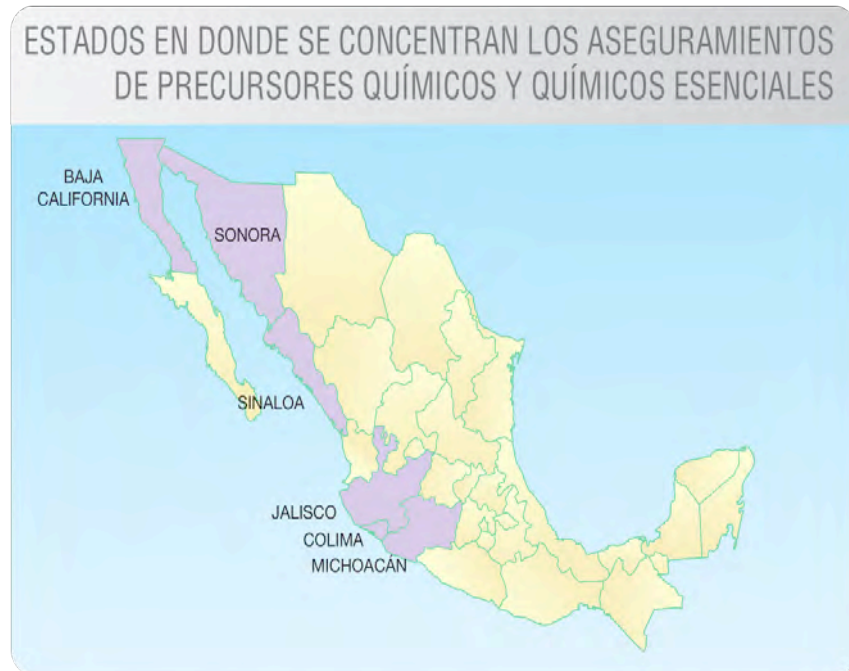 ESTADOS EN DONDE SE CONCENTRAN LOS ASEGURAMIENTOS
DE PRECURSORES QUÍMICOS Y QUÍMICOS ESENCIALES
BAJA
CALIFORNIA
SONORA
SINALOA
JALISCO
COLIMA
MICHOACÁN